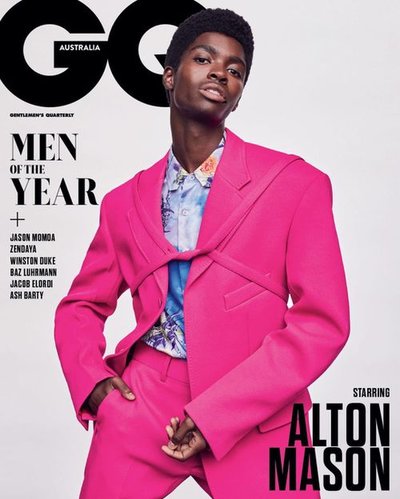 GQ
AUSTRALIA
GENTLEMEN'S QUARTERLY
MEN
OF THE
YEAR
+
JASON MOMOA
ZENDAYA
WINSTON DUKE
BAZ LUHRMANN
JACOB ELORDI
ASH BARTY
STARRING
ALTON
MASON